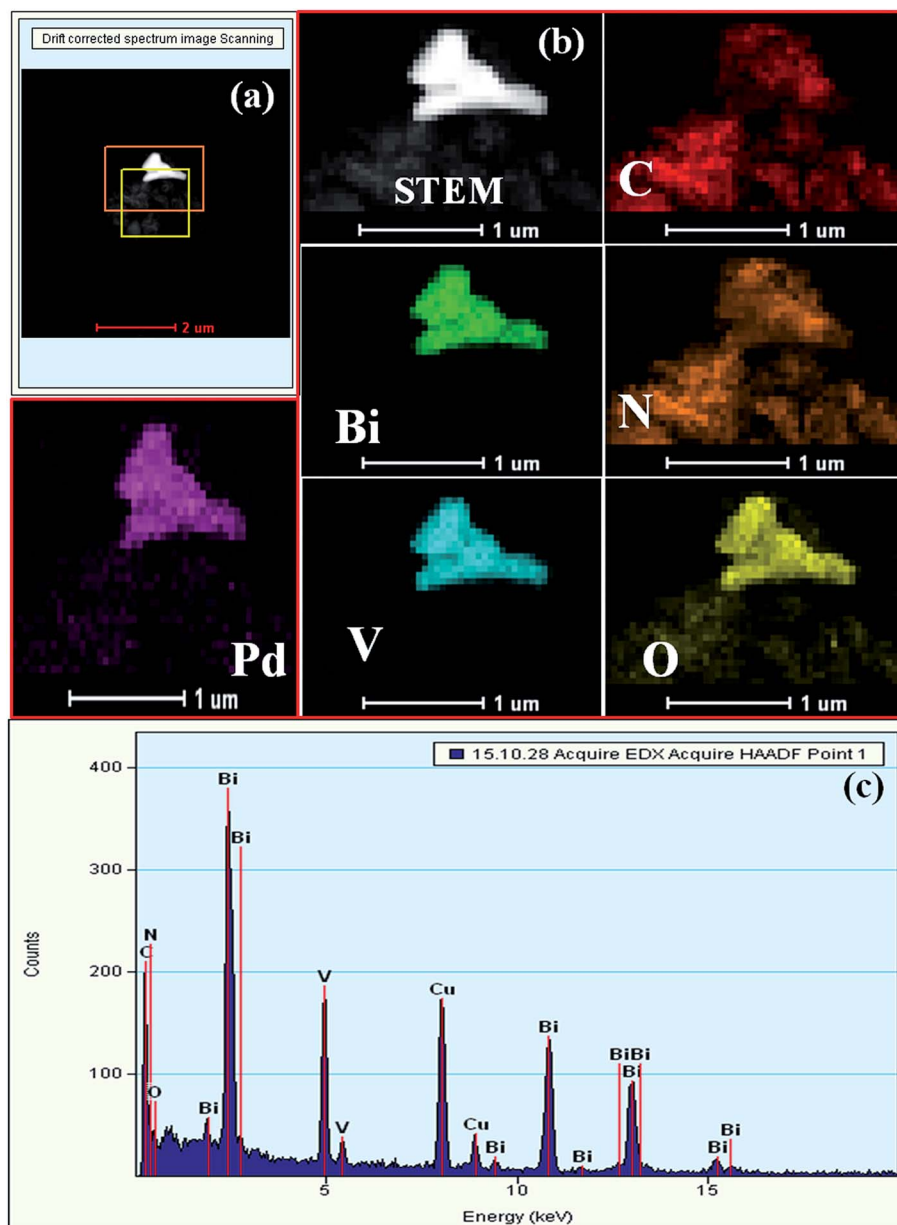 Drift corrected spectrum image Scanning
(a)
2 um
(b)
STEM
1 um
C
1 um
Bi
1 um
N
1 um
Pd
1 um
V
1 um
O
1 um
15.10.28 Acquire EDX Acquire HAADF Point 1
(c)
400
300
200
100
Counts
Bi
Bi
N
C
O
Bi
V
V
Cu
Cu
Bi
Bi
Bi
Bi Bi
Bi
Bi
Bi
5
10
15
Energy (keV)